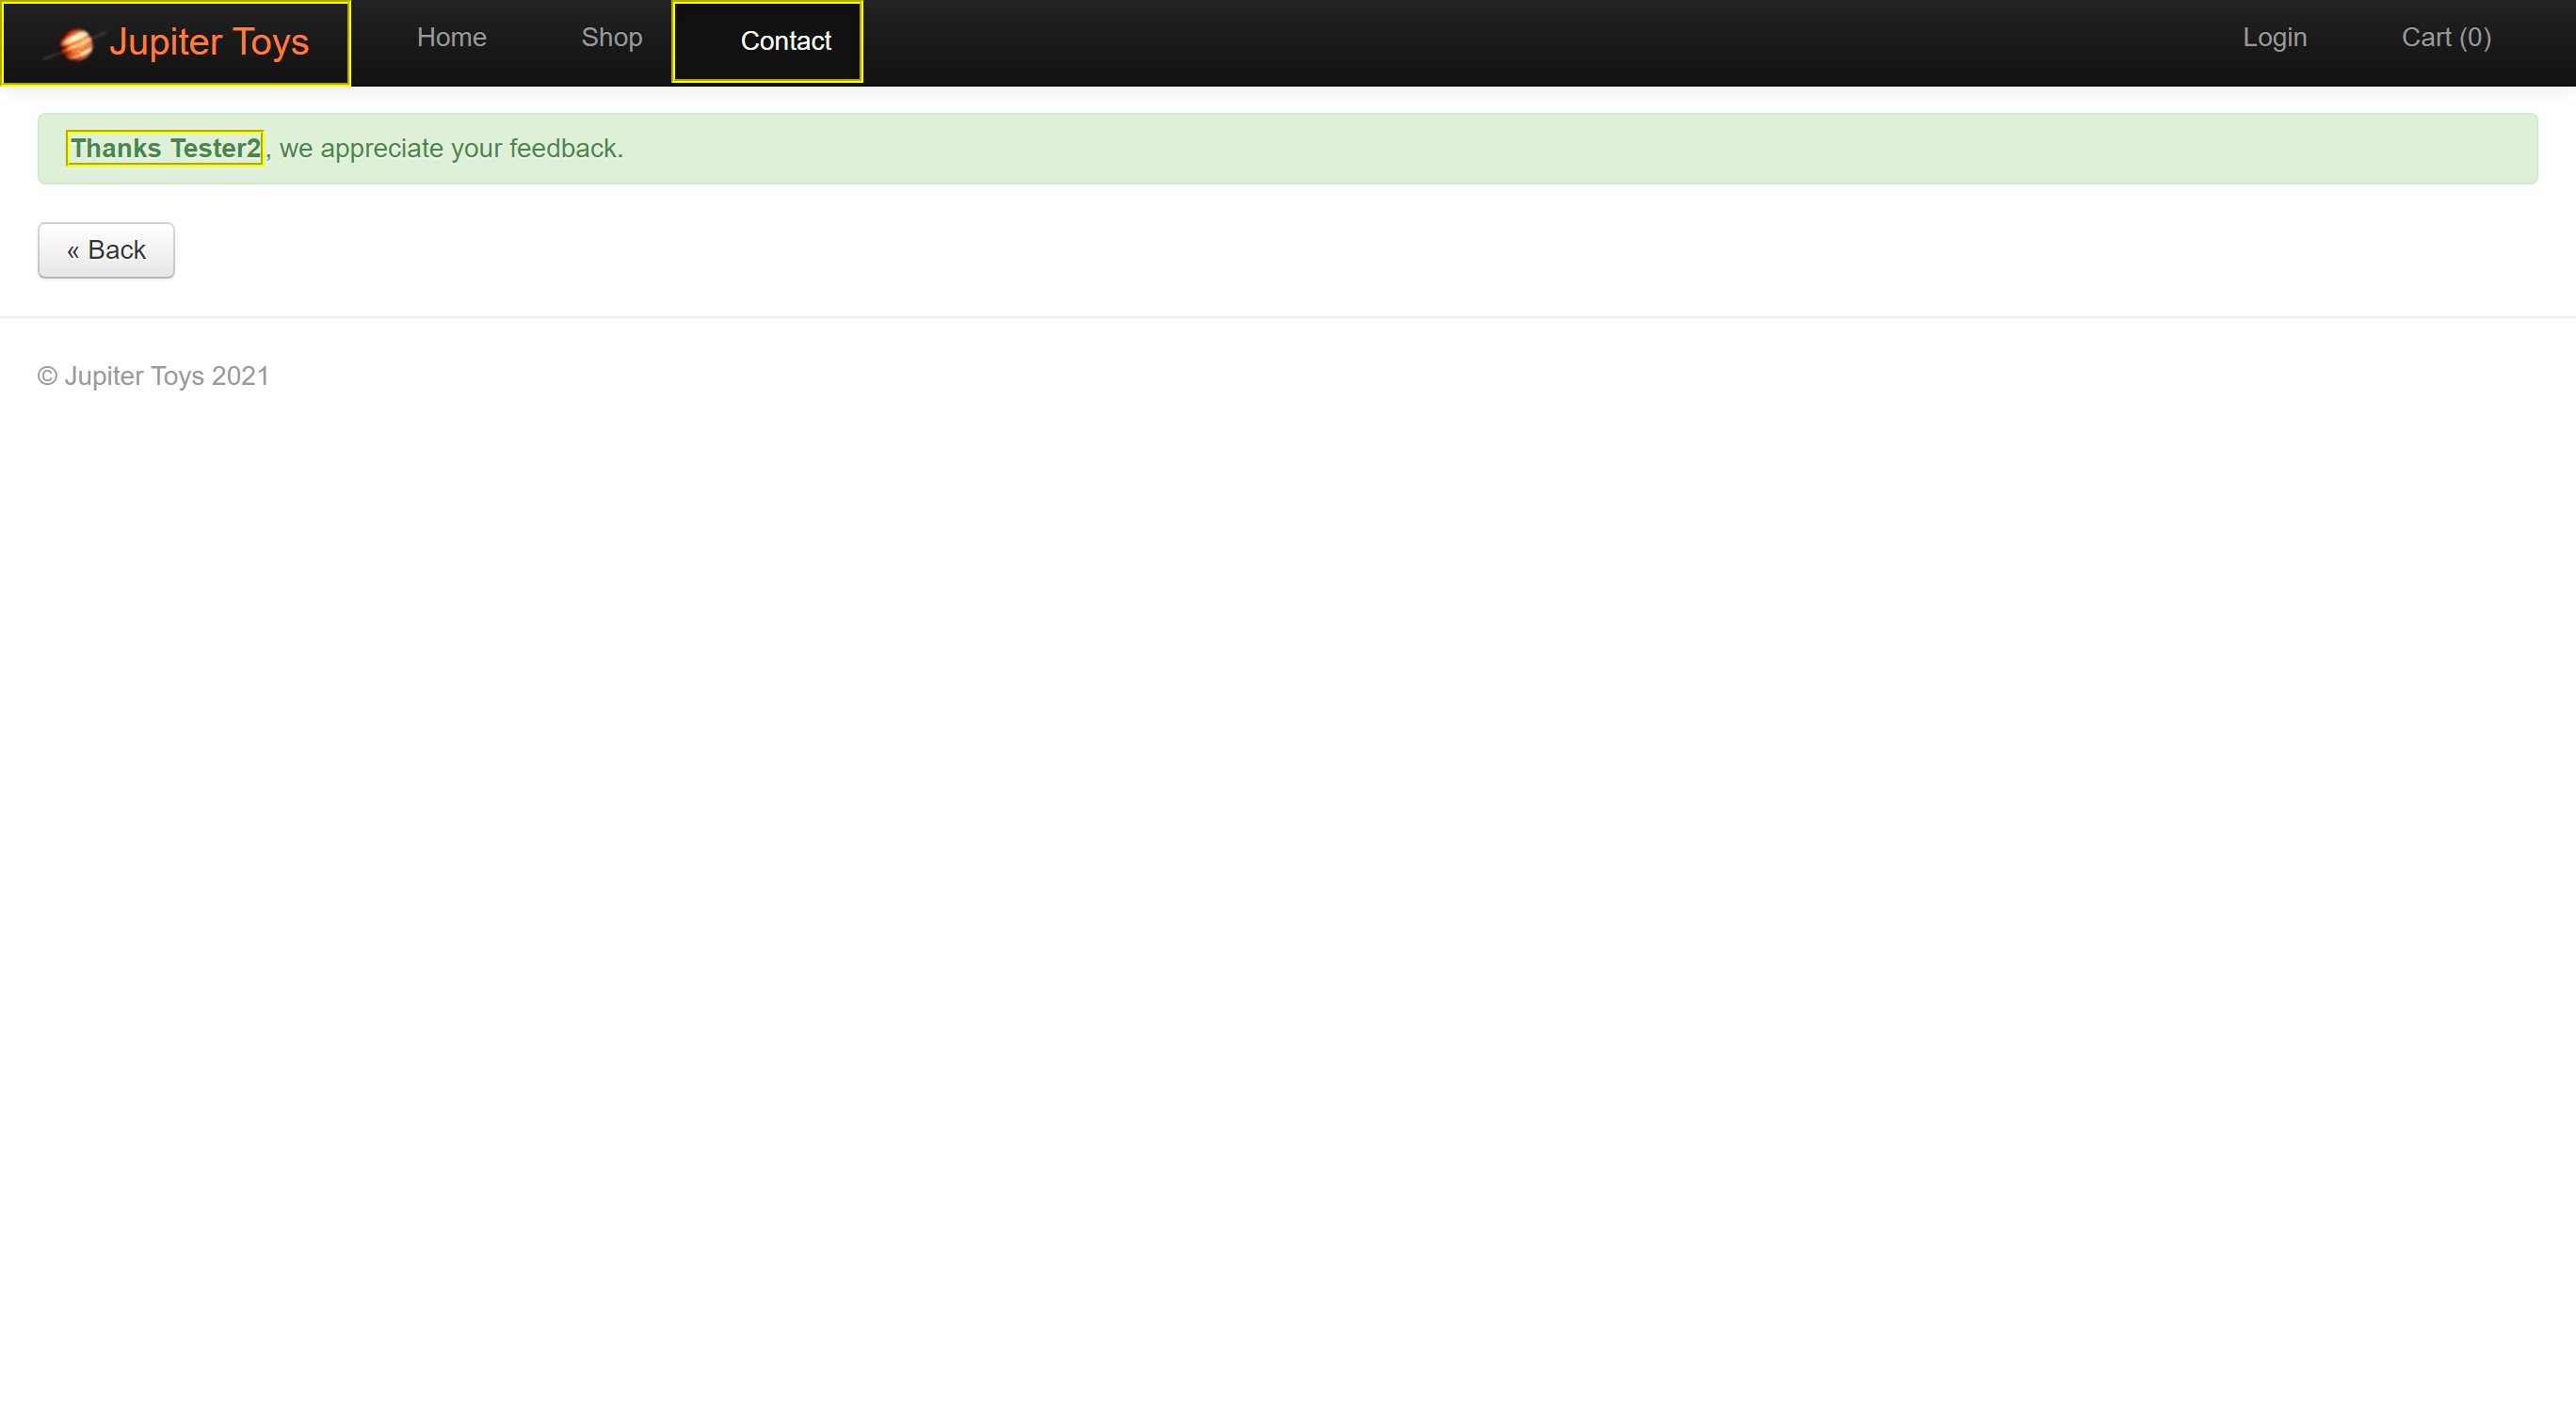 Jupiter Toys Home Shop Contact Login Cart (0)
Thanks Tester2, we appreciate your feedback.
« Back
© Jupiter Toys 2021